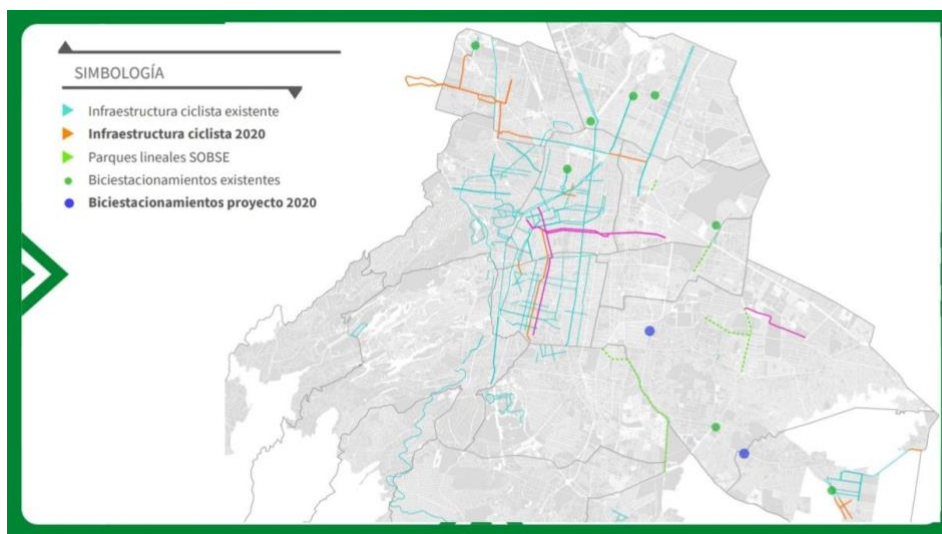 SIMBOLOGÍA
Infraestructura ciclista existente
Infraestructura ciclista 2020
Parques lineales SOBSE
Biciestacionamientos existentes
Biciestacionamientos proyecto 2020